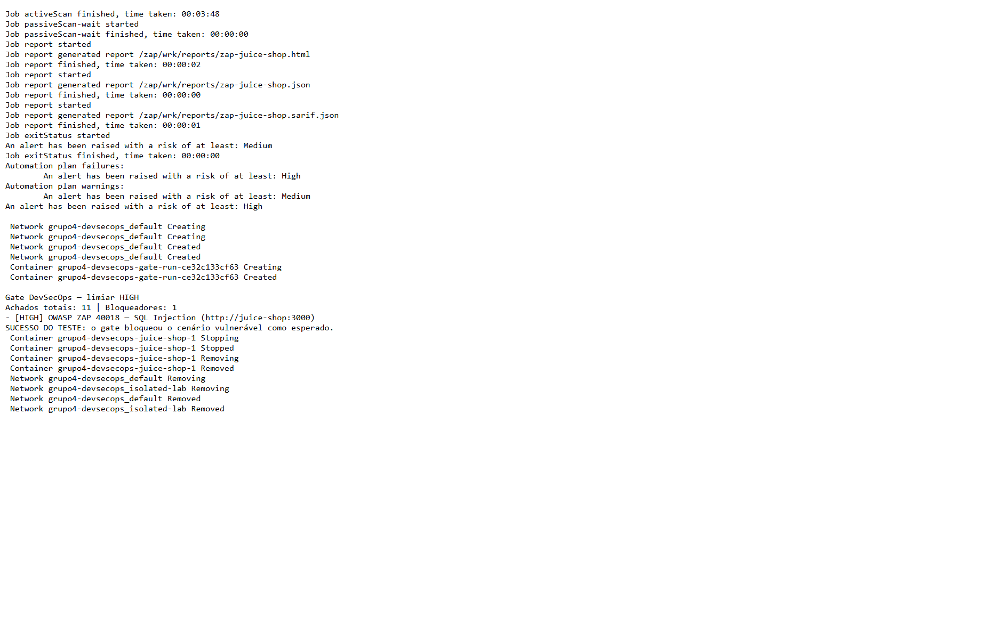 Job activeScan finished, time taken: 00:03:48
Job passiveScan-wait started
Job passiveScan-wait finished, time taken: 00:00:00
Job report started
Job report generated report /zap/wrk/reports/zap-juice-shop.html
Job report finished, time taken: 00:00:02
Job report started
Job report generated report /zap/wrk/reports/zap-juice-shop.json
Job report finished, time taken: 00:00:00
Job report started
Job report generated report /zap/wrk/reports/zap-juice-shop.sarif.json
Job report finished, time taken: 00:00:01
Job exitStatus started
An alert has been raised with a risk of at least: Medium
Job exitStatus finished, time taken: 00:00:00
Automation plan failures:
        An alert has been raised with a risk of at least: High
Automation plan warnings:
        An alert has been raised with a risk of at least: Medium
An alert has been raised with a risk of at least: High

 Network grupo4-devsecops_default Creating
 Network grupo4-devsecops_default Creating
 Network grupo4-devsecops_default Created
 Network grupo4-devsecops_default Created
 Container grupo4-devsecops-gate-run-ce32c133cf63 Creating
 Container grupo4-devsecops-gate-run-ce32c133cf63 Created

Gate DevSecOps — limiar HIGH
Achados totais: 11 | Bloqueadores: 1
- [HIGH] OWASP ZAP 40018 — SQL Injection (http://juice-shop:3000)
SUCESSO DO TESTE: o gate bloqueou o cenário vulnerável como esperado.
 Container grupo4-devsecops-juice-shop-1 Stopping
 Container grupo4-devsecops-juice-shop-1 Stopped
 Container grupo4-devsecops-juice-shop-1 Removing
 Container grupo4-devsecops-juice-shop-1 Removed
 Network grupo4-devsecops_default Removing
 Network grupo4-devsecops_isolated-lab Removing
 Network grupo4-devsecops_default Removed
 Network grupo4-devsecops_isolated-lab Removed